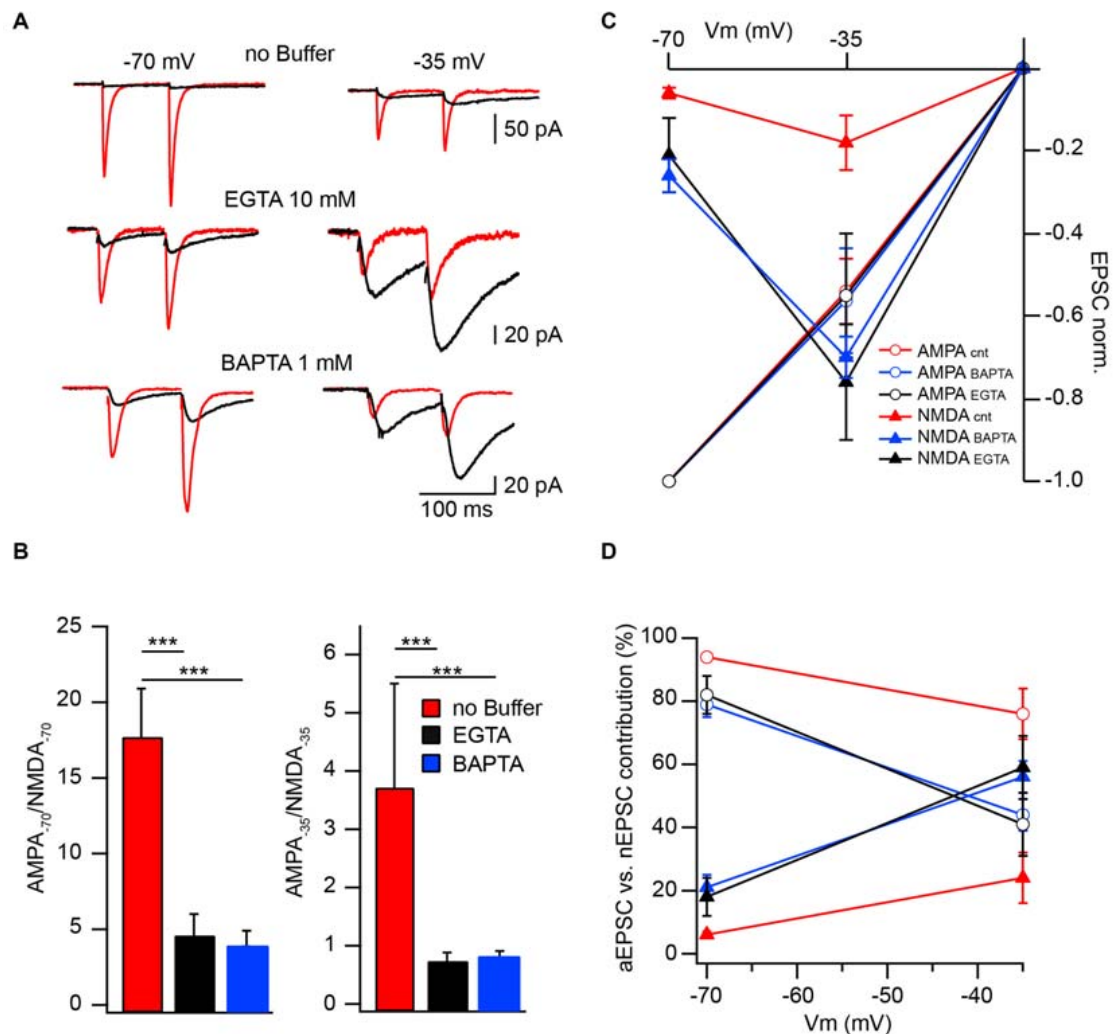 A
no Buffer
-70 mV
-35 mV
50 pA
EGTA 10 mM
20 pA
BAPTA 1 mM
20 pA
100 ms
C
Vm (mV)
-70
-35
-0.2
-0.4
-0.6
-0.8
-1.0
EPSC norm.
AMPA cnt
AMPA BAPTA
AMPA EGTA
NMDA cnt
NMDA BAPTA
NMDA EGTA
B
AMPA-70/NMDA-70
25
20
15
10
5
0
***
***
AMPA-35/NMDA-35
6
5
4
3
2
1
0
***
***
no Buffer
EGTA
BAPTA
D
aEPSC vs. nEPSC contribution (%)
100
80
60
40
20
0
-70
-60
-50
-40
Vm (mV)